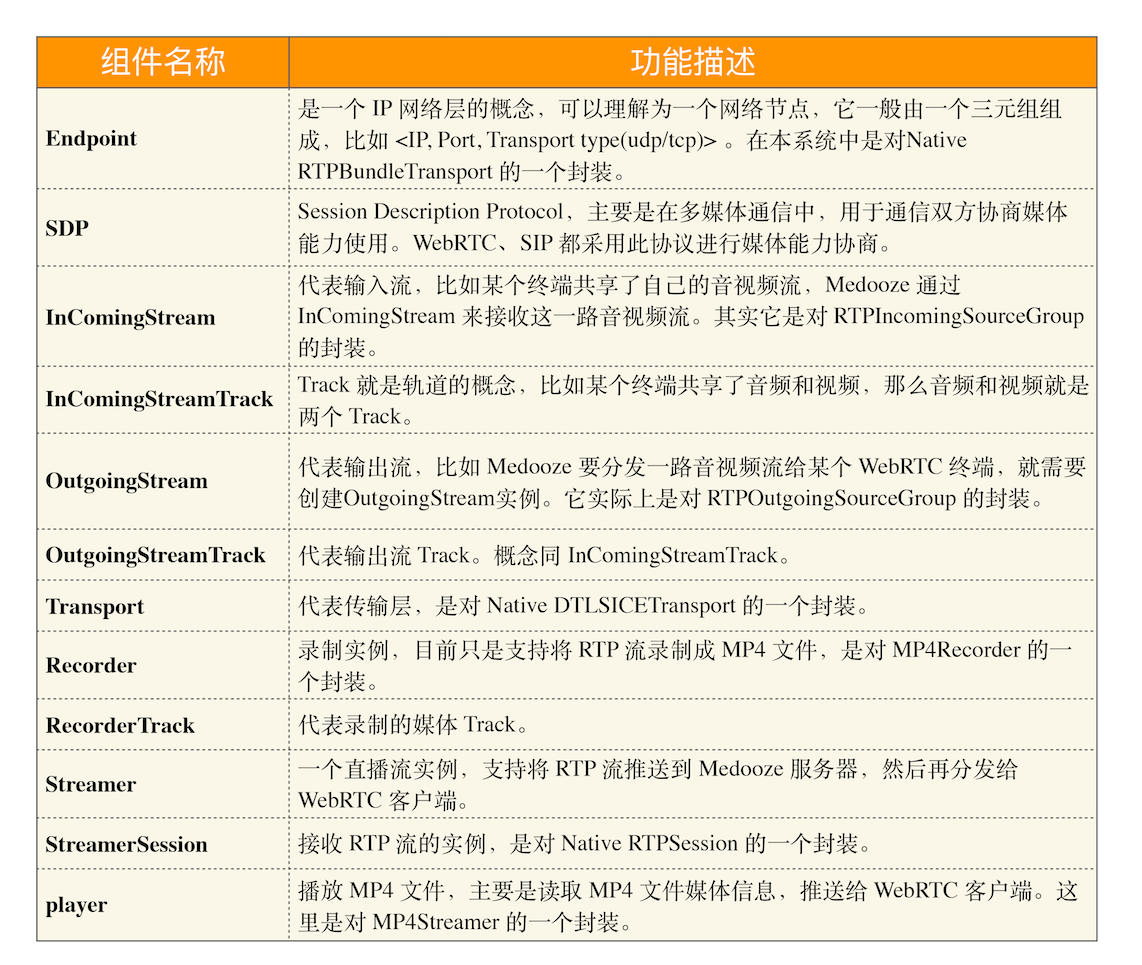 组件名称
功能描述
Endpoint
是一个 IP 网络层的概念，可以理解为一个网络节点，它一般由一个三元组组
成，比如 <IP, Port, Transport type(udp/tcp)> 。在本系统中是对Native
RTPBundleTransport 的一个封装。
SDP
Session Description Protocol，主要是在多媒体通信中，用于通信双方协商媒体
能力使用。WebRTC、SIP 都采用此协议进行媒体能力协商。
InComingStream
代表输入流，比如某个终端共享了自己的音视频流，Medooze 通过
InComingStream 来接收这一路音视频流。其实它是对 RTPIncomingSourceGroup
的封装。
InComingStreamTrack
Track 就是轨道的概念，比如某个终端共享了音频和视频，那么音频和视频就是
两个 Track。
OutgoingStream
代表输出流，比如 Medooze 要分发一路音视频流给某个 WebRTC 终端，就需要
创建OutgoingStream实例。它实际上是对 RTPOutgoingSourceGroup 的封装。
OutgoingStreamTrack
代表输出流 Track。概念同 InComingStreamTrack。
Transport
代表传输层，是对 Native DTLSICETransport 的一个封装。
Recorder
录制实例，目前只是支持将 RTP 流录制成 MP4 文件，是对 MP4Recorder 的一
个封装。
RecorderTrack
代表录制的媒体 Track。
Streamer
一个直播流实例，支持将 RTP 流推送到 Medooze 服务器，然后再分发给
WebRTC 客户端。
StreamerSession
接收 RTP 流的实例，是对 Native RTPSession 的一个封装。
player
播放 MP4 文件，主要是读取 MP4 文件媒体信息，推送给 WebRTC 客户端。这
里是对 MP4Streamer 的一个封装。